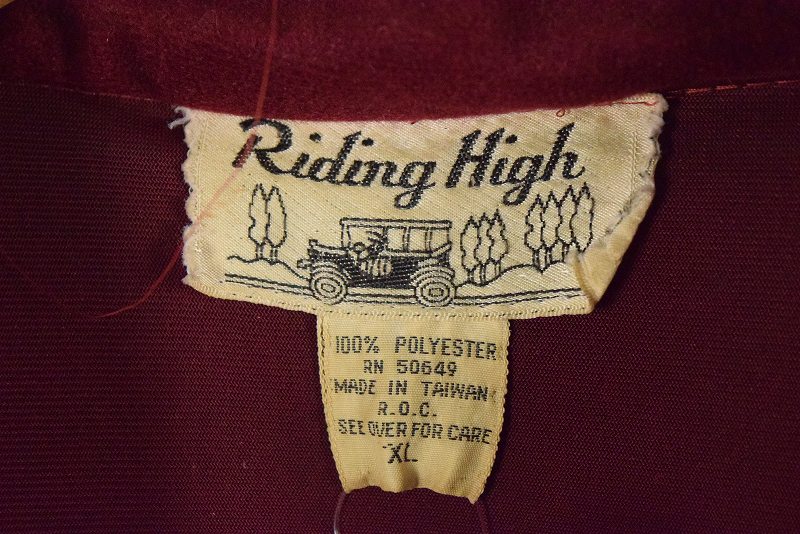 Riding High
100% POLYESTER
RN 50649
MADE IN TAIWAN
R.O.C.
SEE OVER FOR CARE
XL